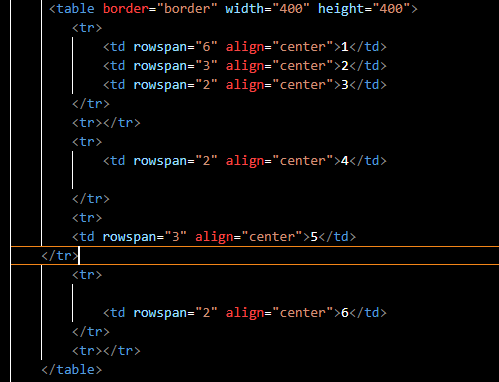 <table border="border" width="400" height="400">
<tr>
<td rowspan="6" align="center">1</td>
<td rowspan="3" align="center">2</td>
<td rowspan="2" align="center">3</td>
</tr>
<tr></tr>
<tr>
<td rowspan="2" align="center">4</td>
</tr>
<tr>
<td rowspan="3" align="center">5</td>
</tr>
<tr>
<td rowspan="2" align="center">6</td>
</tr>
<tr></tr>
</table>